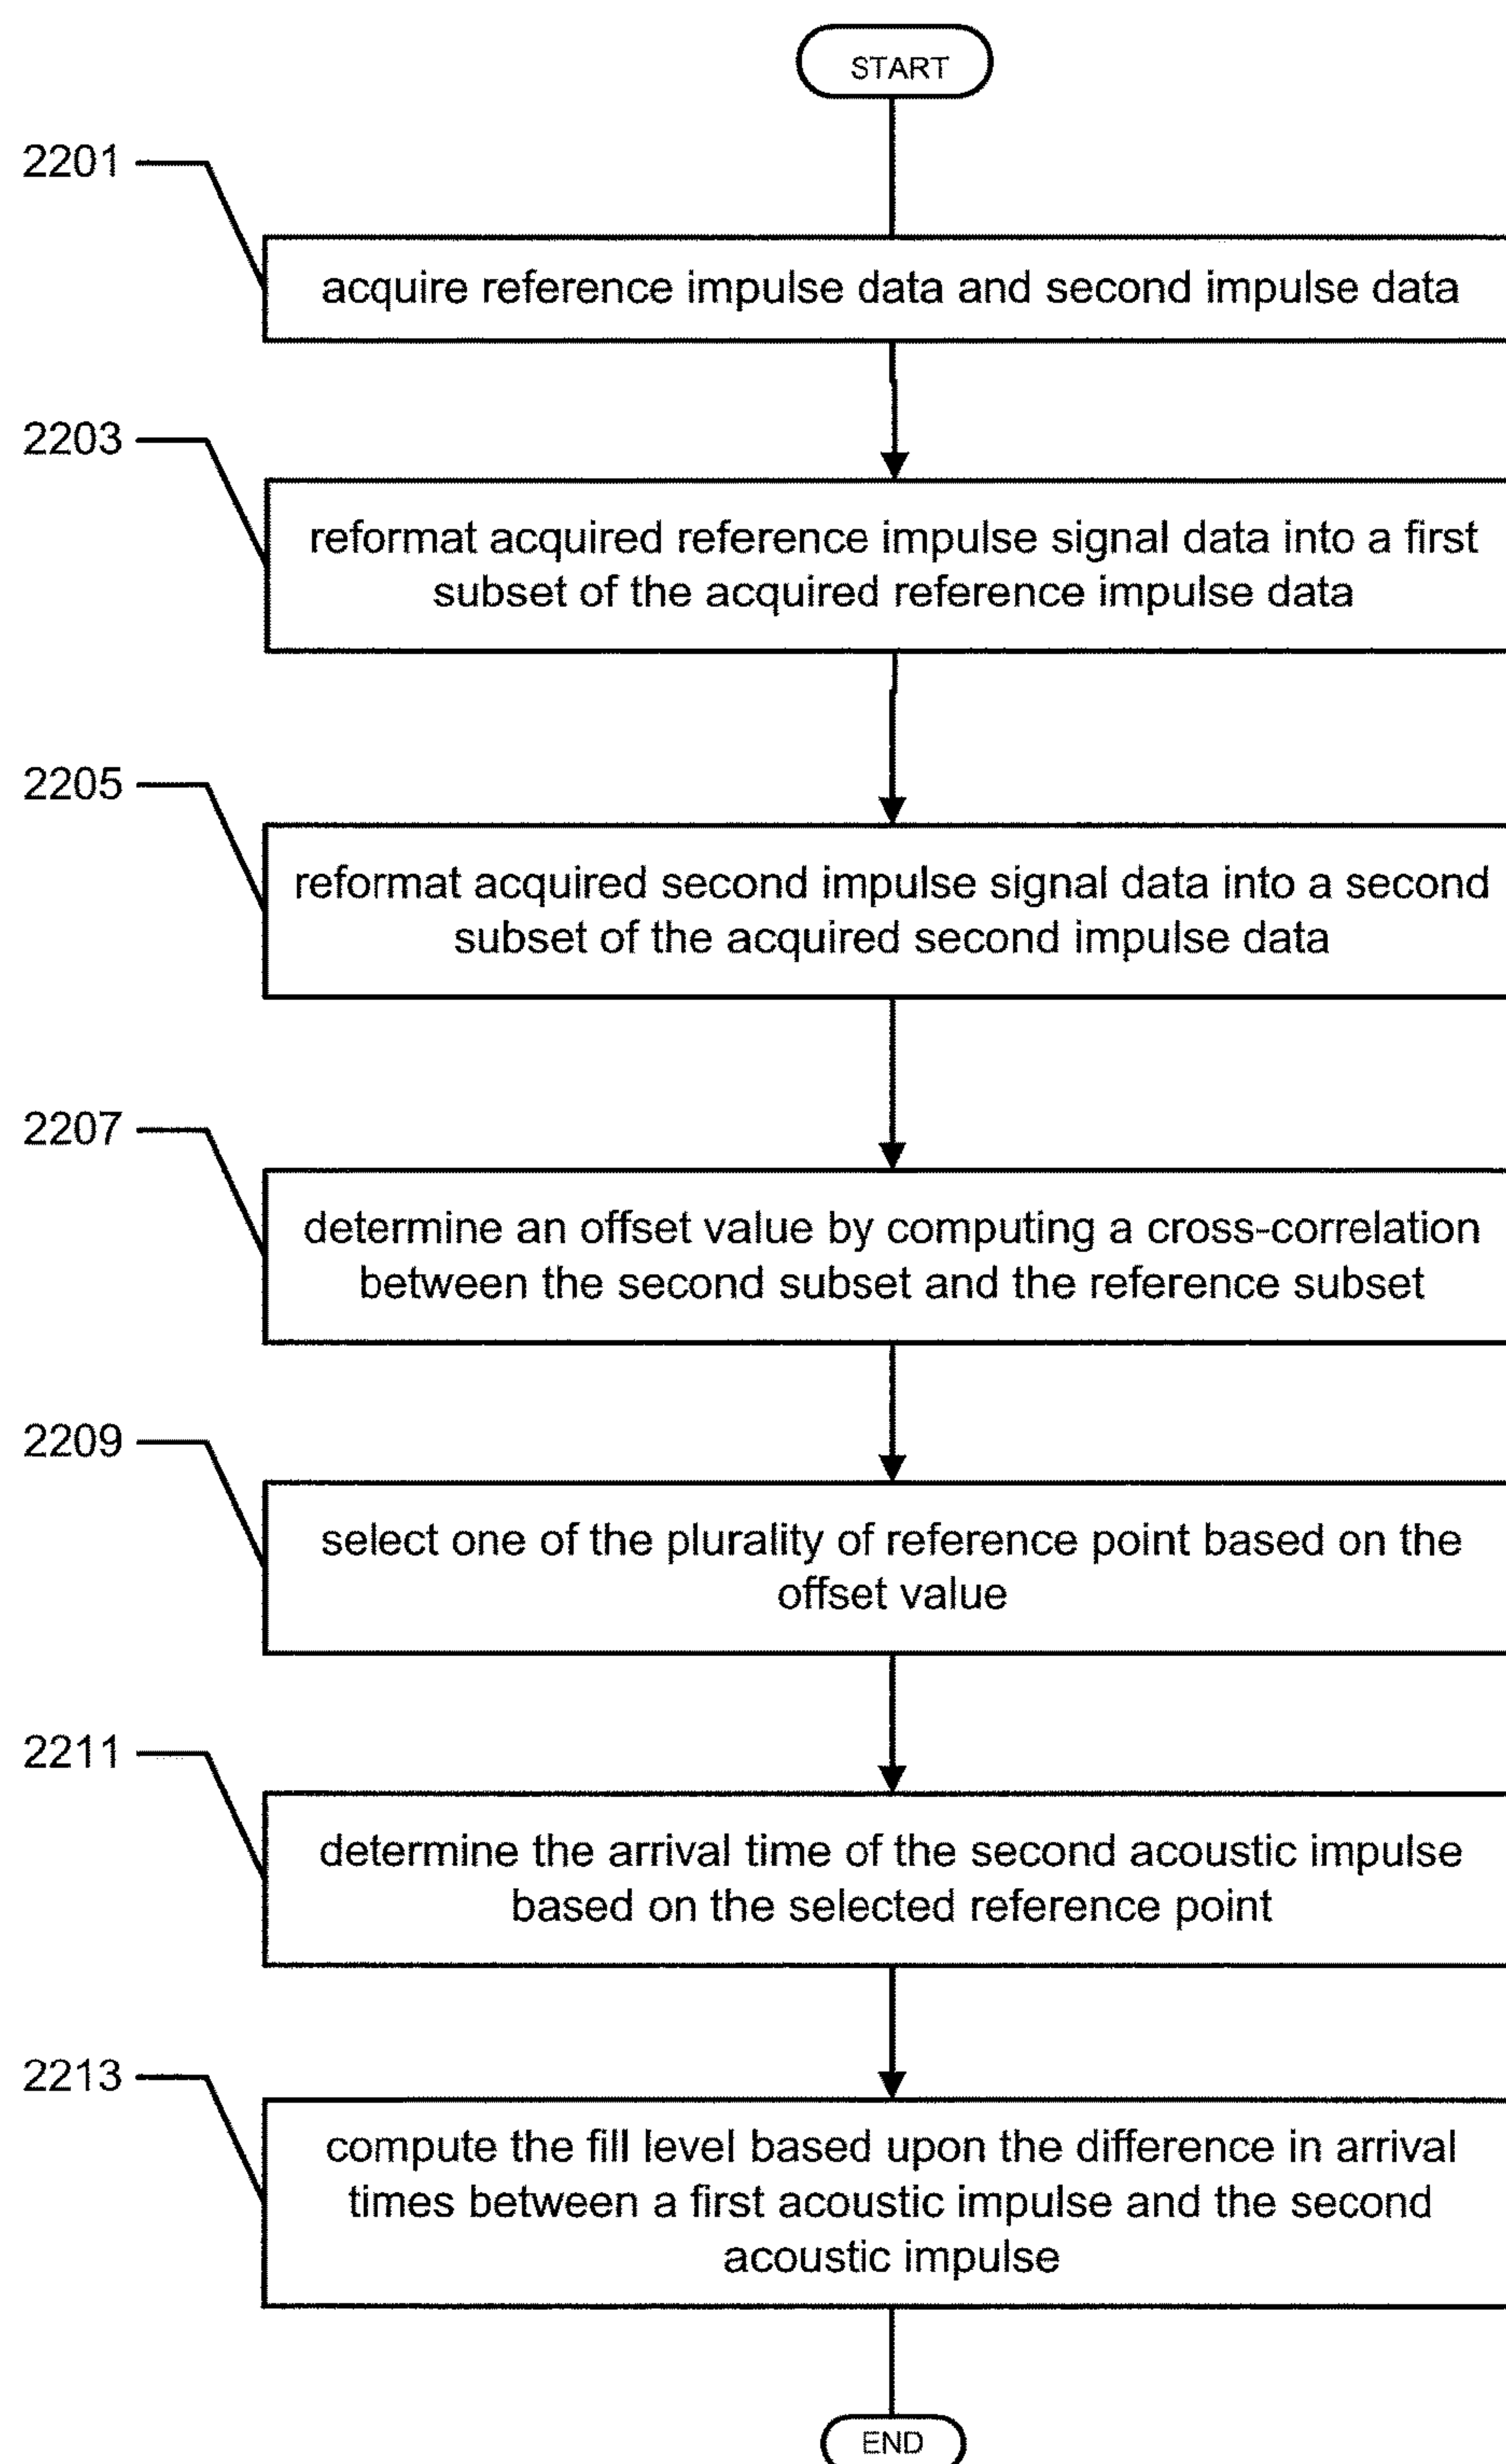 START
2201
acquire reference impulse data and second impulse data
2203
reformat acquired reference impulse signal data into a first
subset of the acquired reference impulse data
2205
reformat acquired second impulse signal data into a second
subset of the acquired second impulse data
2207
determine an offset value by computing a cross-correlation
between the second subset and the reference subset
2209
select one of the plurality of reference point based on the
offset value
2211
determine the arrival time of the second acoustic impulse
based on the selected reference point
2213
compute the fill level based upon the difference in arrival
times between a first acoustic impulse and the second
acoustic impulse
END